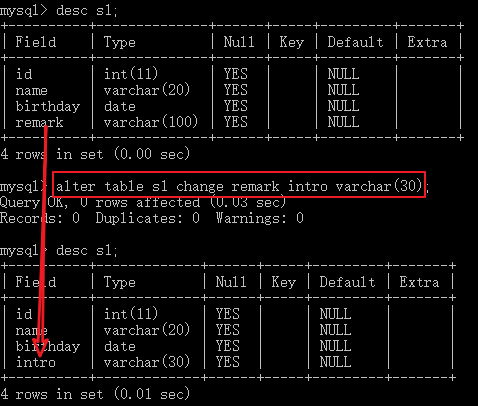 mysql> desc s1;
+----------+--------------+------+-----+---------+-------+
| Field | Type | Null | Key | Default | Extra |
+----------+--------------+------+-----+---------+-------+
| id | int(11) | YES | | NULL | |
| name | varchar(20) | YES | | NULL | |
| birthday | date | YES | | NULL | |
| remark | varchar(100) | YES | | NULL | |
+----------+--------------+------+-----+---------+-------+
4 rows in set (0.00 sec)
mysql> alter table s1 change remark intro varchar(30);
Query OK, 0 rows affected (0.03 sec)
Records: 0 Duplicates: 0 Warnings: 0
mysql> desc s1;
+----------+-------------+------+-----+---------+-------+
| Field | Type | Null | Key | Default | Extra |
+----------+-------------+------+-----+---------+-------+
| id | int(11) | YES | | NULL | |
| name | varchar(20) | YES | | NULL | |
| birthday | date | YES | | NULL | |
| intro | varchar(30) | YES | | NULL | |
+----------+-------------+------+-----+---------+-------+
4 rows in set (0.01 sec)